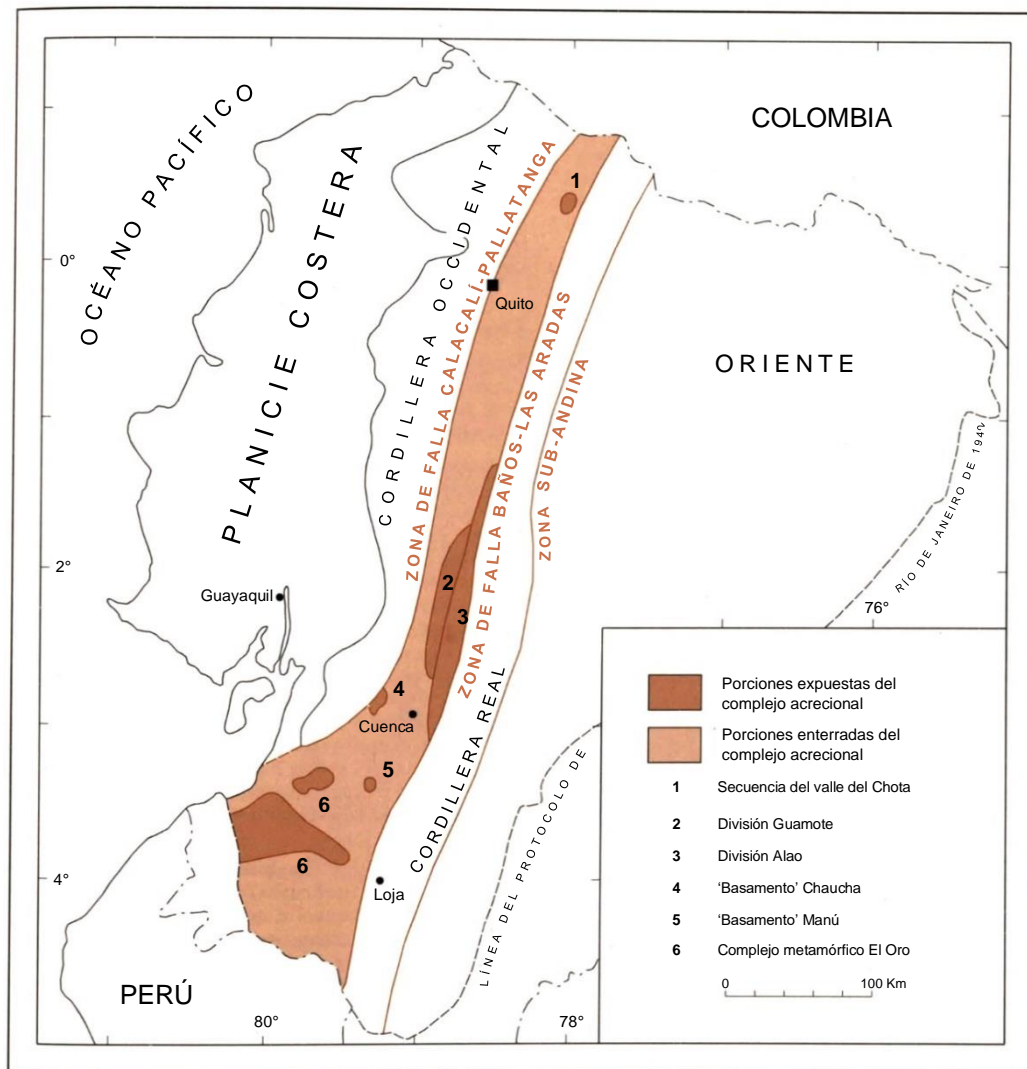 COLOMBIA
OCÉANO PACÍFICO
PLANICIE COSTERA
CORDILLERA OCCIDENTAL
ZONA DE FALLA CALACALÍ-PALLATANGA
1
0°
Quito
ZONA DE FALLA BAÑOS-LAS ARADAS
ZONA SUB-ANDINA
ORIENTE
2°
Guayaquil
2
3
76°
4
Cuenca
5
6
6
CORDILLERA REAL
4°
Loja
LÍNEA DEL PROTOCOLO DE
RÍO DE JANEIRO DE
PERÚ
80°
78°
Porciones expuestas del
complejo acrecional
Porciones enterradas del
complejo acrecional
1 Secuencia del valle del Chota
2 División Guamote
3 División Alao
4 'Basamento' Chaucha
5 'Basamento' Manú
6 Complejo metamórfico El Oro
0 100 Km